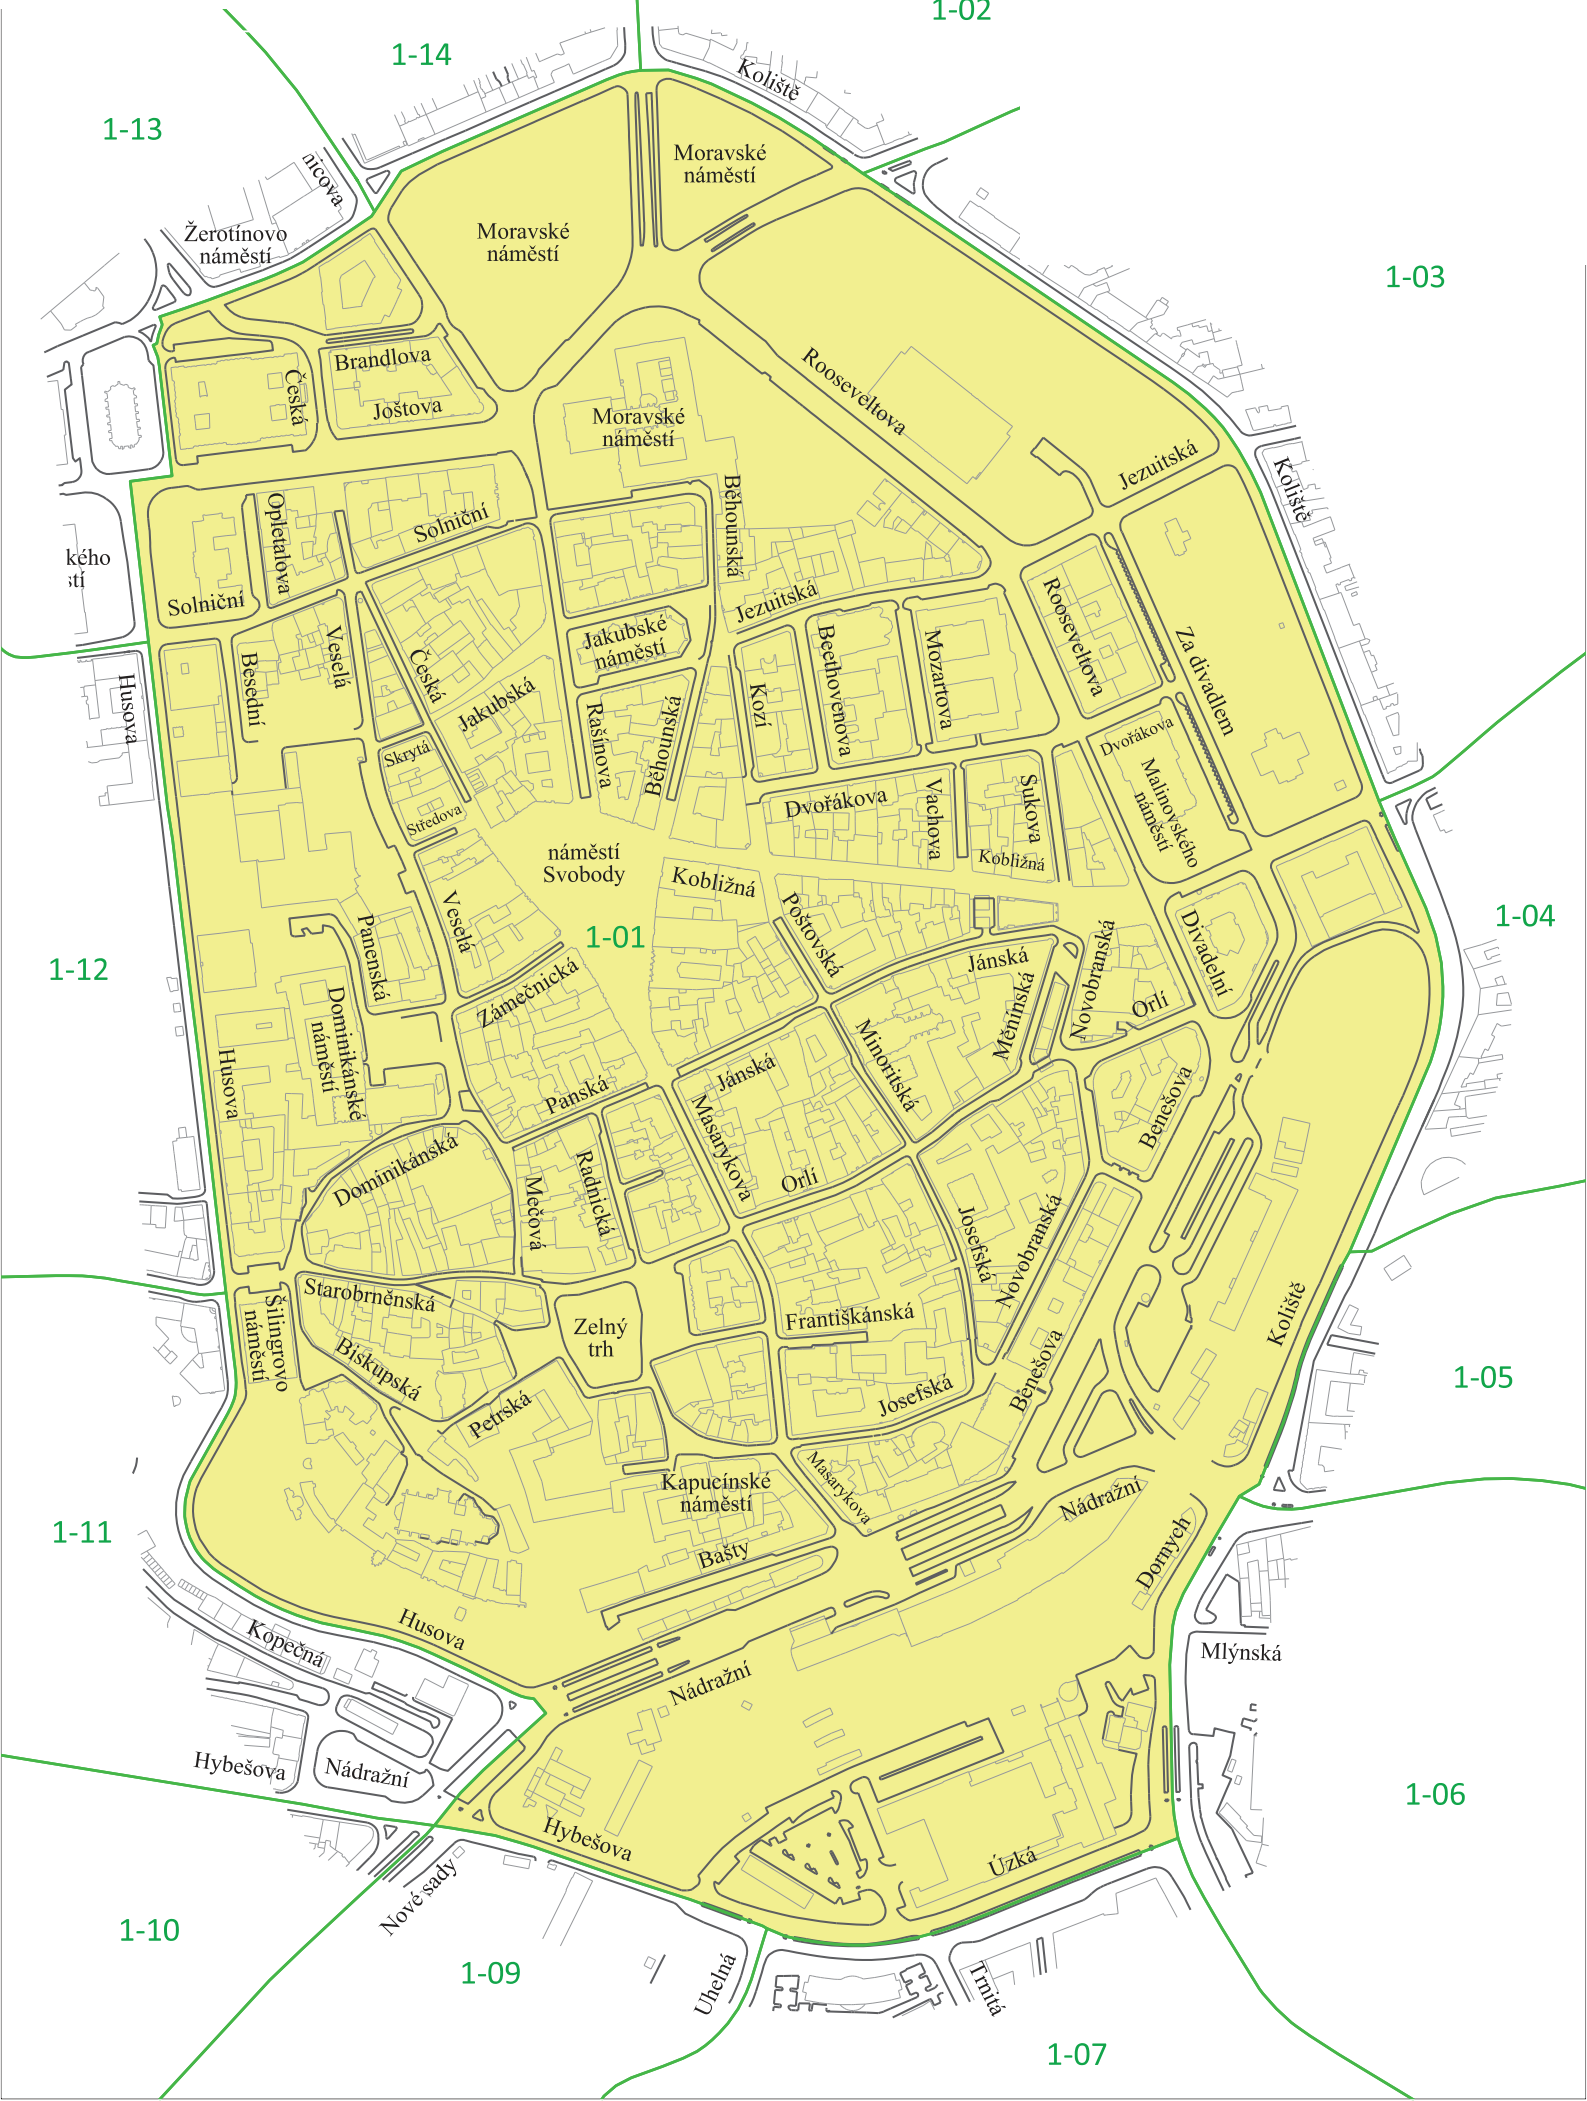 1-02
1-14
Koliště
1-13
Moravské
náměstí
nicova
Žerotínovo
náměstí
Moravské
náměstí
1-03
Brandlova
Česká
Joštova
Rooseveltova
Moravské
náměstí
Jezuitská
Koliště
Běhounská
Opletalova
Solniční
kého
stí
Solniční
Jezuitská
Rooseveltova
Jakubské
náměstí
Za divadlem
Veselá
Besední
Husova
Česká
Jakubská
Rašínova
Běhounská
Kozí
Beethovenova
Mozartova
Dvořákova
Skrytá
Středova
Dvořákova
Vachova
Sukova
Malinovského
náměstí
náměstí
Svobody
Kobližná
Kobližná
1-01
Veselá
Panenská
Poštovská
Divadelní
1-04
1-12
Zámečnická
Jánská
Novobranská
Měnínská
Orlí
Dominikánské
náměstí
Husova
Minoritská
Jánská
Panská
Masarykova
Benešova
Dominikánská
Mečová
Radnická
Orlí
Josefská
Novobranská
Starobrněnská
Šilingrovo
náměstí
Zelný
trh
Františkánská
Koliště
Biskupská
Benešova
1-05
Petrská
Josefská
Masarykova
Kapucínské
náměstí
Nádražní
1-11
Bašty
Dornych
Husova
Kopečná
Mlýnská
Nádražní
Hybešova
Nádražní
1-06
Hybešova
Úzká
Nové sady
1-10
1-09
Uhelná
Trnitá
1-07